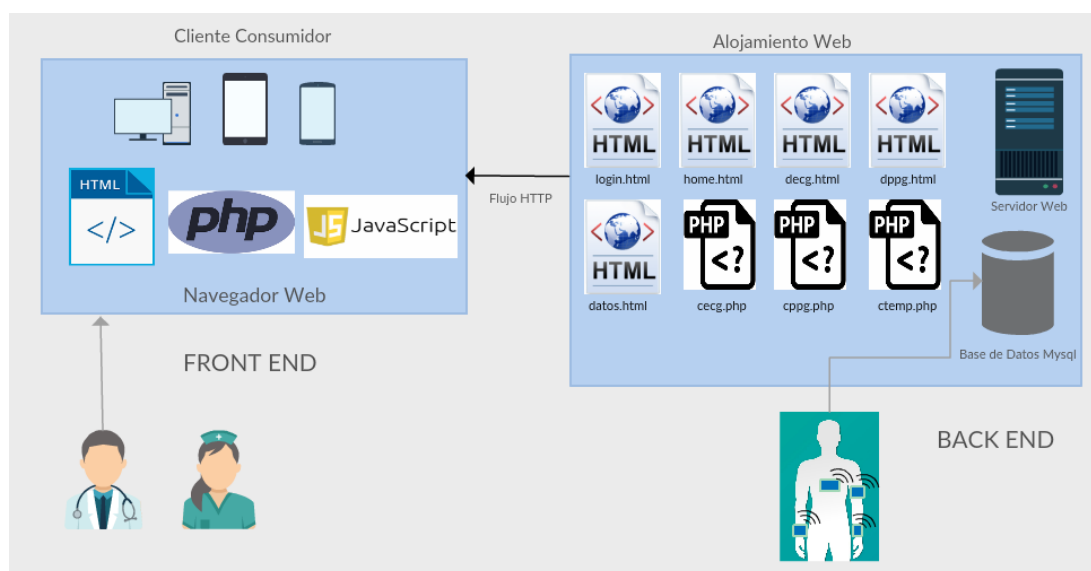 Cliente Consumidor
Alojamiento Web
HTML
</>
php
JS JavaScript
Navegador Web
Flujo HTTP
HTML HTML HTML HTML
login.html home.html decg.html dppg.html
Servidor Web
HTML PHP <? PHP <? PHP <?
datos.html cecg.php cppg.php ctemp.php
Base de Datos Mysql
FRONT END
BACK END